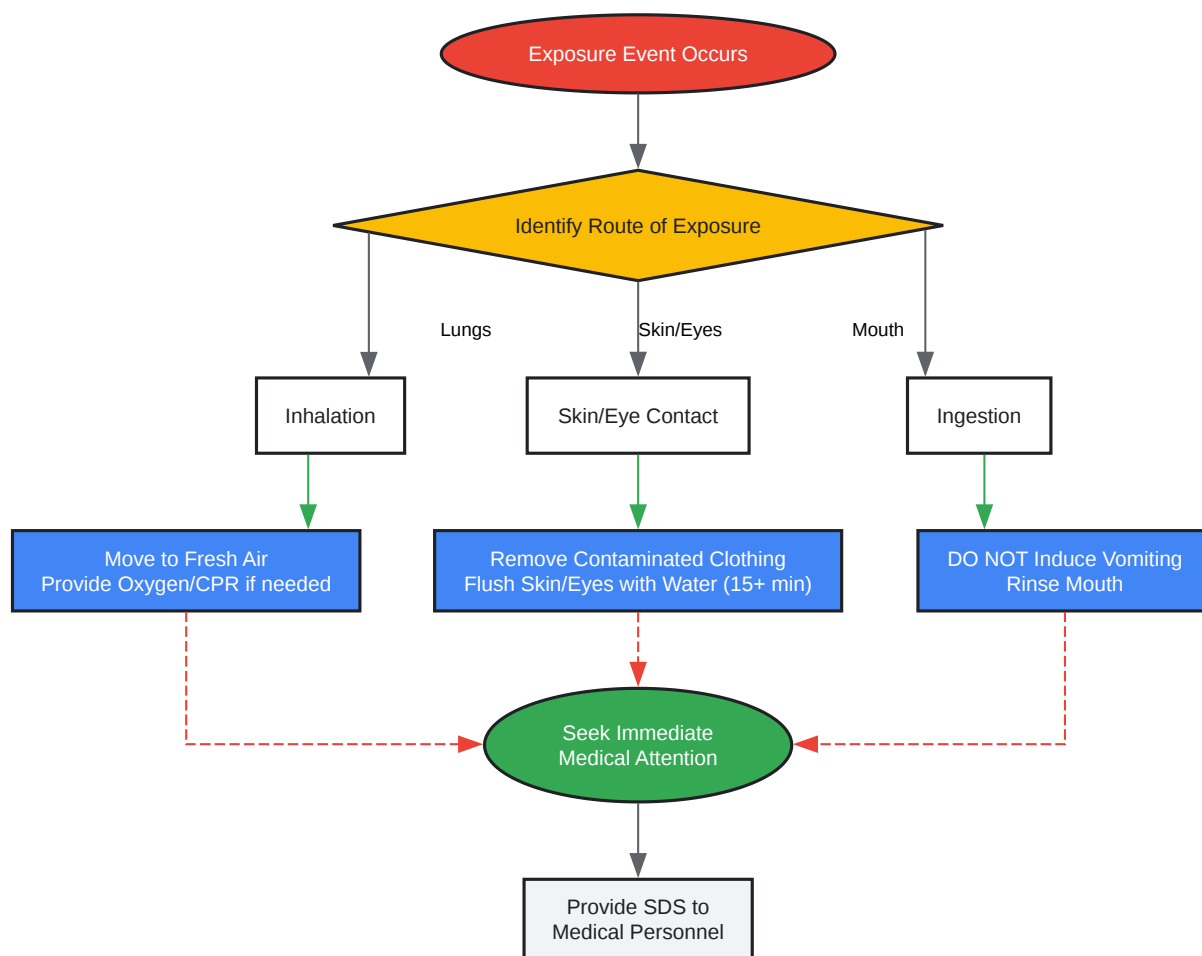 Exposure Event Occurs
Identify Route of Exposure
Lungs
Skin/Eyes
Mouth
Inhalation
Skin/Eye Contact
Ingestion
Move to Fresh Air
Provide Oxygen/CPR if needed
Remove Contaminated Clothing
Flush Skin/Eyes with Water (15+ min)
DO NOT Induce Vomiting
Rinse Mouth
Seek Immediate
Medical Attention
Provide SDS to
Medical Personnel